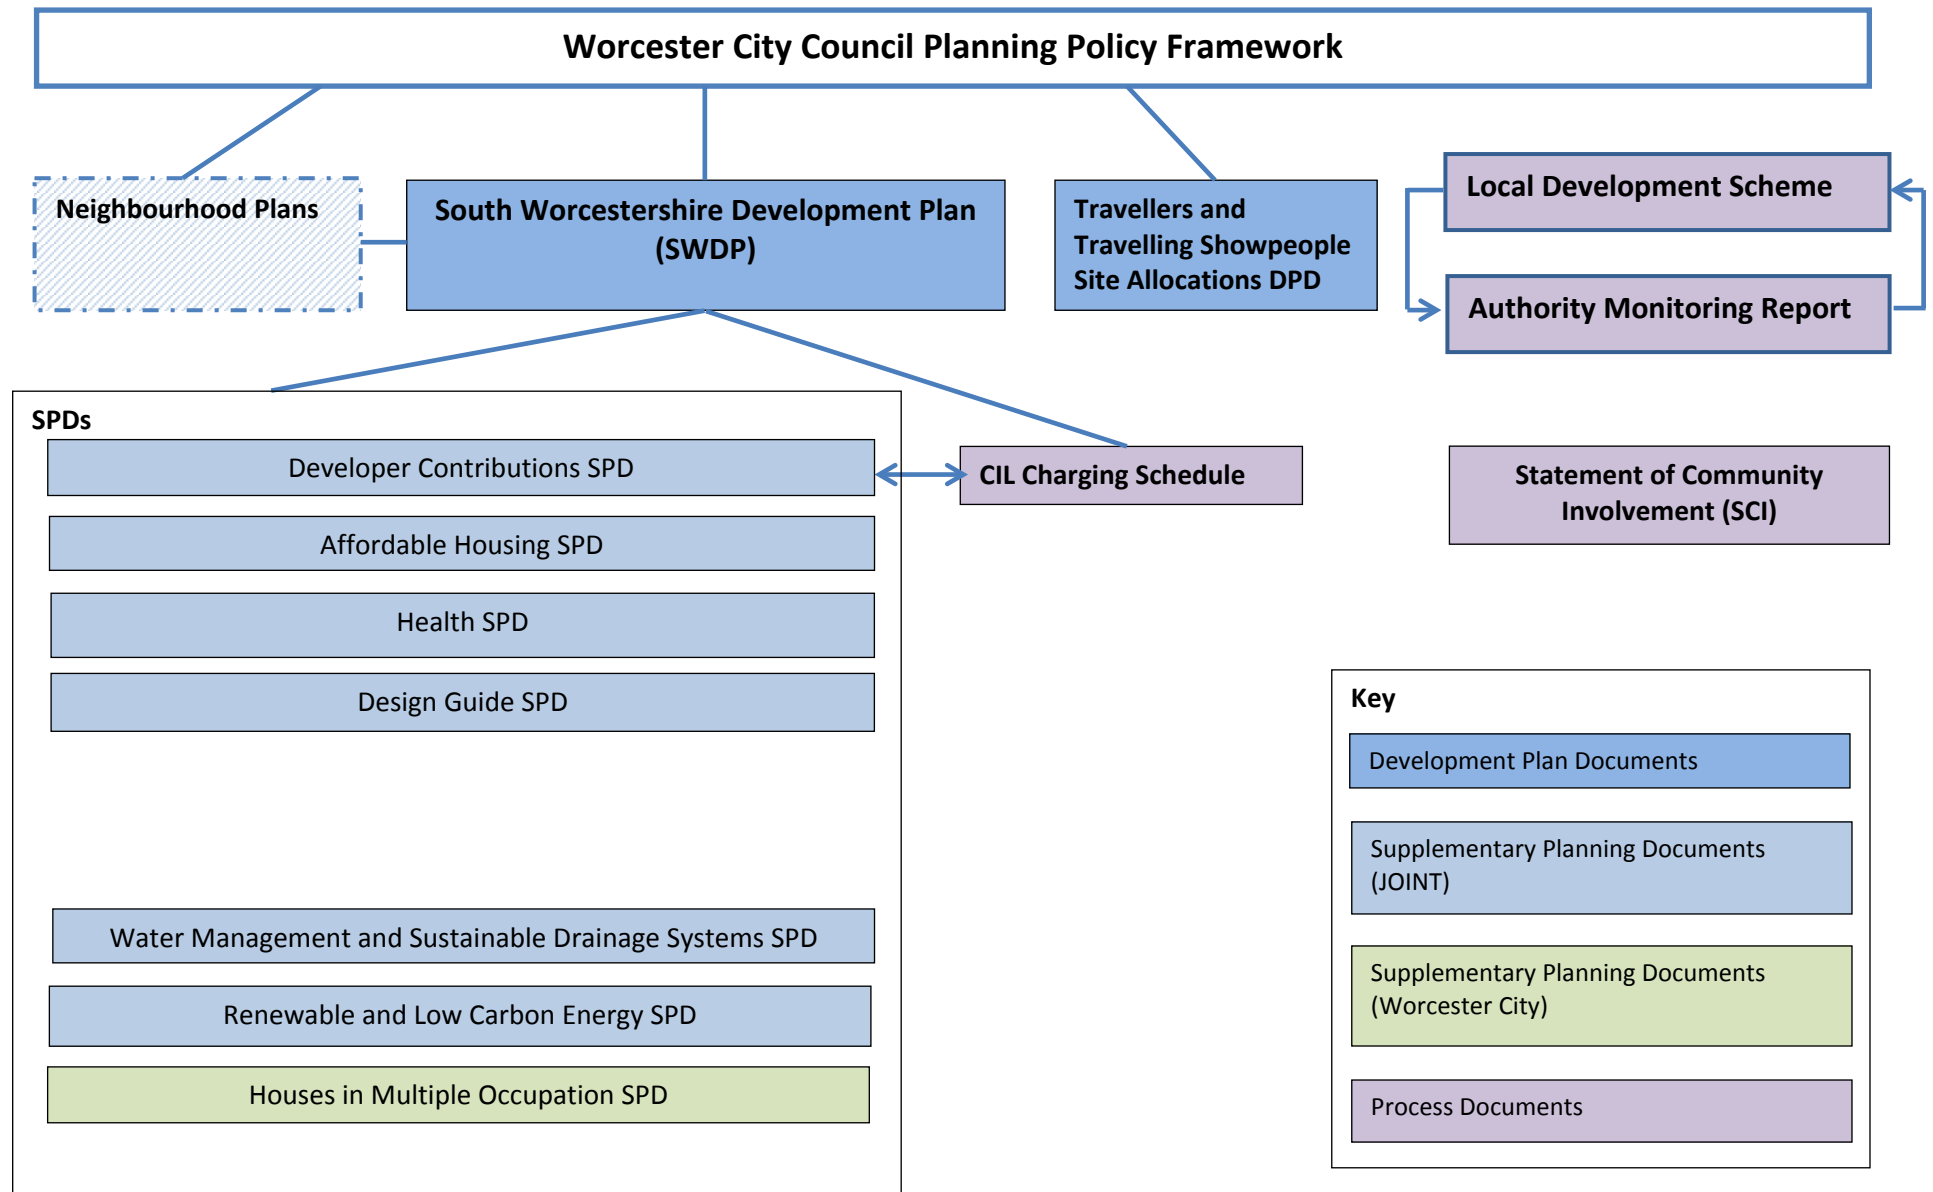 Worcester City Council Planning Policy Framework
Neighbourhood Plans
South Worcestershire Development Plan
(SWDP)
Travellers and
Travelling Showpeople
Site Allocations DPD
Local Development Scheme
Authority Monitoring Report
SPDs
Developer Contributions SPD
CIL Charging Schedule
Statement of Community
Involvement (SCI)
Affordable Housing SPD
Health SPD
Design Guide SPD
Water Management and Sustainable Drainage Systems SPD
Renewable and Low Carbon Energy SPD
Houses in Multiple Occupation SPD
Key
Development Plan Documents
Supplementary Planning Documents
(JOINT)
Supplementary Planning Documents
(Worcester City)
Process Documents